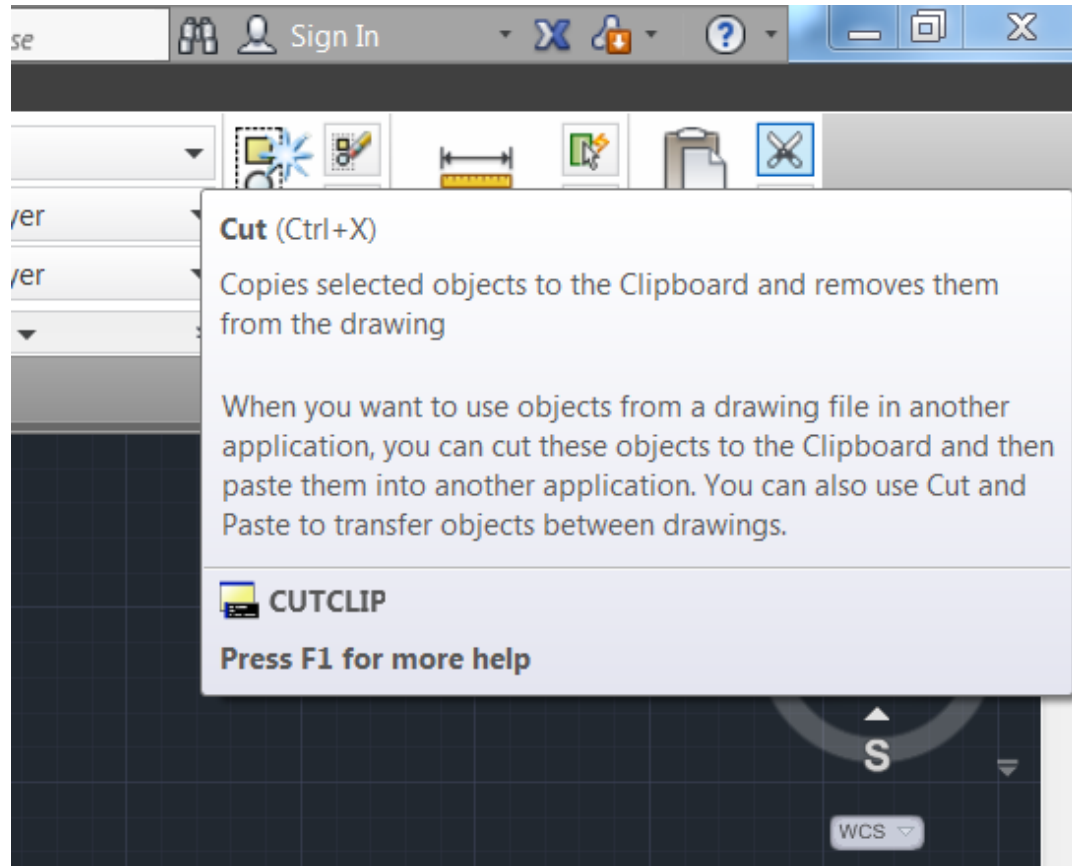 se
Sign In
yer
yer
Cut (Ctrl+X)
Copies selected objects to the Clipboard and removes them
from the drawing
When you want to use objects from a drawing file in another
application, you can cut these objects to the Clipboard and then
paste them into another application. You can also use Cut and
Paste to transfer objects between drawings.
CUTCLIP
Press F1 for more help
S
WCS